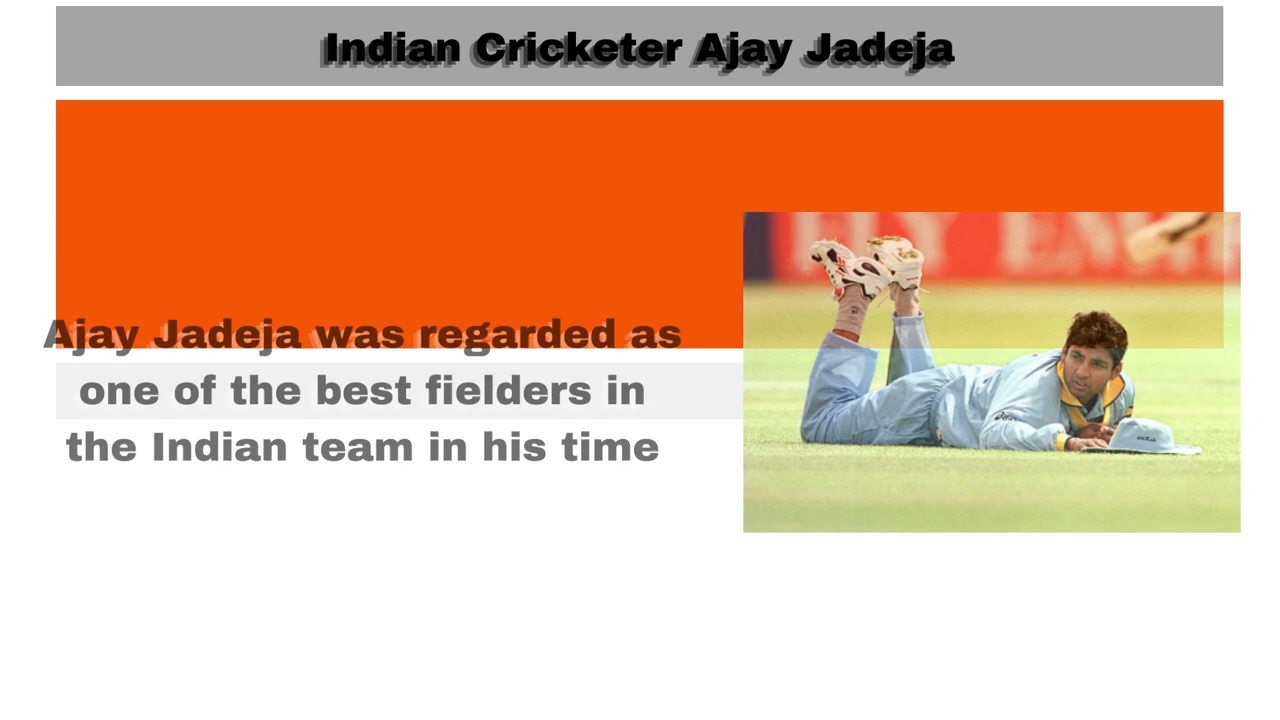 Indian Cricketer Ajay Jadeja
Ajay Jadeja was regarded as
one of the best fielders in
the Indian team in his time
JADEJA